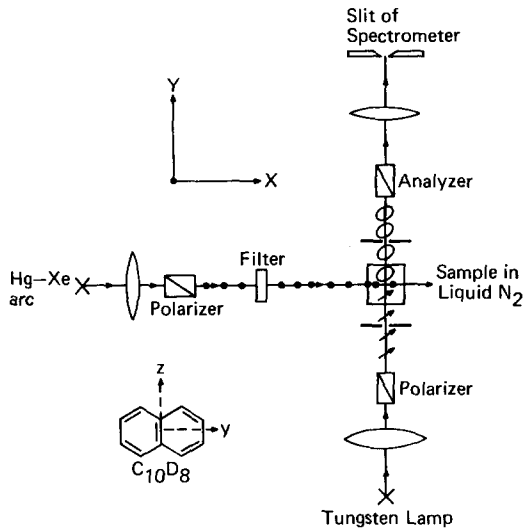 Slit of
Spectrometer
Y
X
Analyzer
Filter
Hg–Xe
arc
Polarizer
Sample in
Liquid N2
z
y
C10D8
Polarizer
Tungsten Lamp